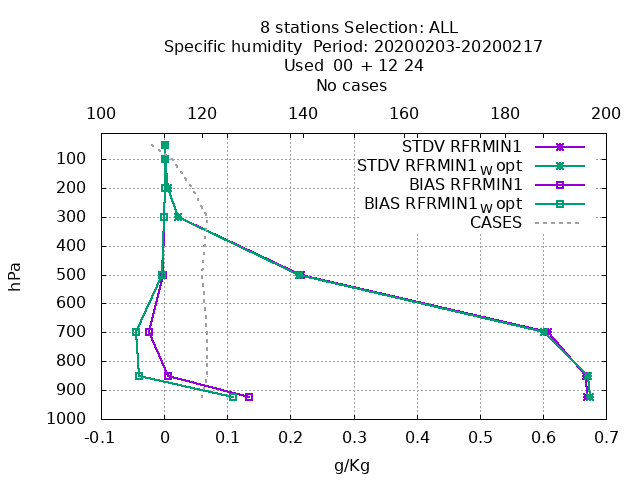 8 stations Selection: ALL
Specific humidity  Period: 20200203-20200217
Used  00 + 12 24
No cases
100 120 140 160 180 200
STDV RFRMIN1
STDV RFRMIN1W opt
BIAS RFRMIN1
BIAS RFRMIN1W opt
CASES
100
200
300
400
500
600
700
800
900
1000
hPa
-0.1 0 0.1 0.2 0.3 0.4 0.5 0.6 0.7
g/Kg